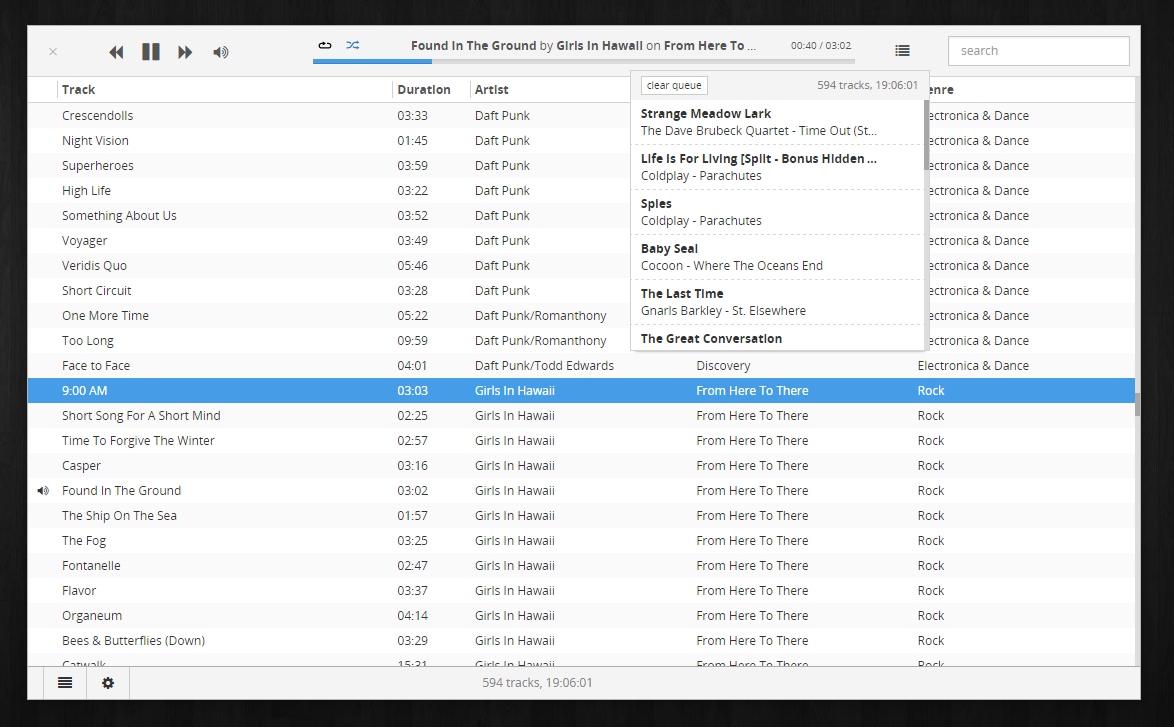 Found In The Ground by Girls In Hawaii on From Here To ... 00:40 / 03:02
search
clear queue 594 tracks, 19:06:01
Strange Meadow Lark
The Dave Brubeck Quartet - Time Out (St...
Life Is For Living [Split - Bonus Hidden ...
Coldplay - Parachutes
Spies
Coldplay - Parachutes
Baby Seal
Cocoon - Where The Oceans End
The Last Time
Gnarls Barkley - St. Elsewhere
The Great Conversation
Track Duration Artist enre
Crescendolls 03:33 Daft Punk ectronica & Dance
Night Vision 01:45 Daft Punk ectronica & Dance
Superheroes 03:59 Daft Punk ectronica & Dance
High Life 03:22 Daft Punk ectronica & Dance
Something About Us 03:52 Daft Punk ectronica & Dance
Voyager 03:49 Daft Punk ectronica & Dance
Veridis Quo 05:46 Daft Punk ectronica & Dance
Short Circuit 03:28 Daft Punk ectronica & Dance
One More Time 05:22 Daft Punk/Romanthony ectronica & Dance
Too Long 09:59 Daft Punk/Romanthony ectronica & Dance
Face to Face 04:01 Daft Punk/Todd Edwards Discovery Electronica & Dance
9:00 AM 03:03 Girls In Hawaii From Here To There Rock
Short Song For A Short Mind 02:25 Girls In Hawaii From Here To There Rock
Time To Forgive The Winter 02:57 Girls In Hawaii From Here To There Rock
Casper 03:16 Girls In Hawaii From Here To There Rock
Found In The Ground 03:02 Girls In Hawaii From Here To There Rock
The Ship On The Sea 01:57 Girls In Hawaii From Here To There Rock
The Fog 03:25 Girls In Hawaii From Here To There Rock
Fontanelle 02:47 Girls In Hawaii From Here To There Rock
Flavor 03:37 Girls In Hawaii From Here To There Rock
Organeum 04:14 Girls In Hawaii From Here To There Rock
Bees & Butterflies (Down) 03:29 Girls In Hawaii From Here To There Rock
Catwalk 15:31 Girls In Hawaii From Here To There Rock
594 tracks, 19:06:01